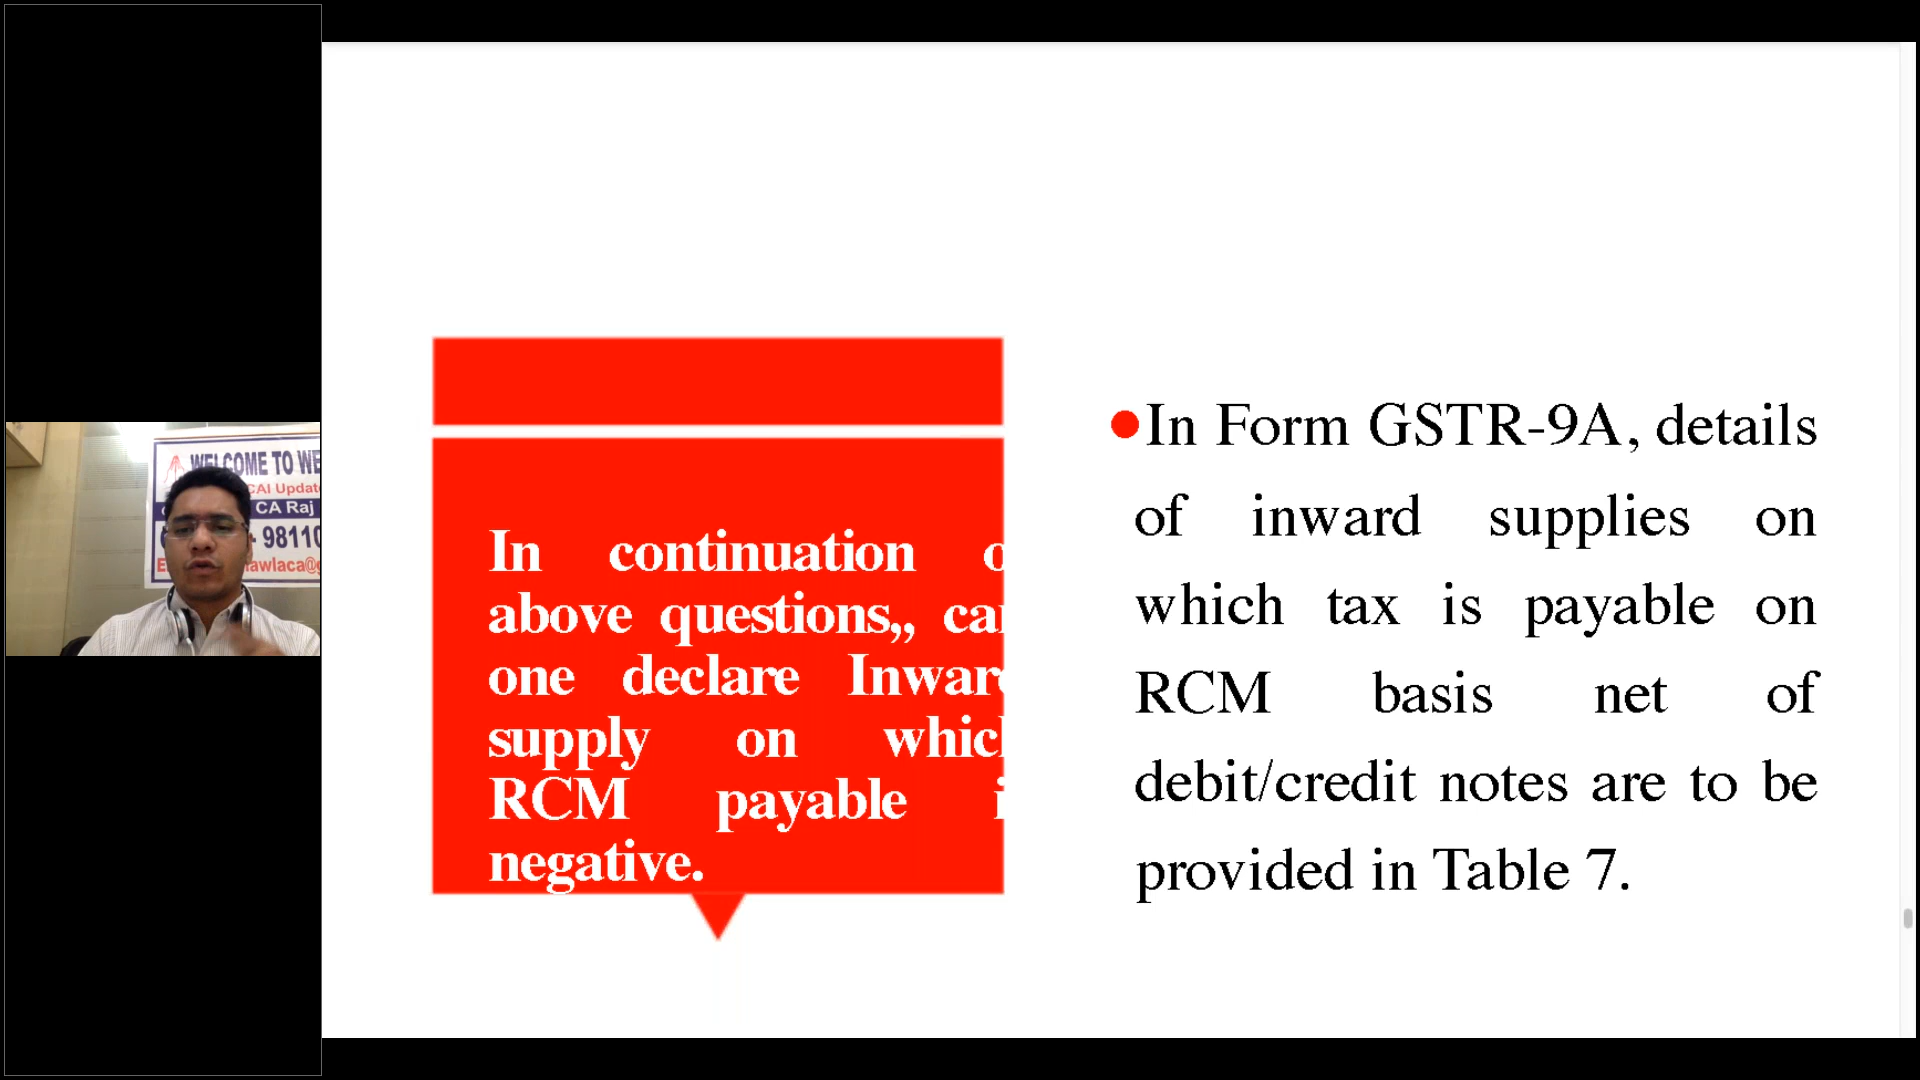 WELCOME TO WE
CAI Updat
CA Raj
98110
awlaca@g
In continuation o
above questions,, can
one declare Inward
supply on which
RCM payable i
negative.
●In Form GSTR-9A, details
of inward supplies on
which tax is payable on
RCM basis net of
debit/credit notes are to be
provided in Table 7.